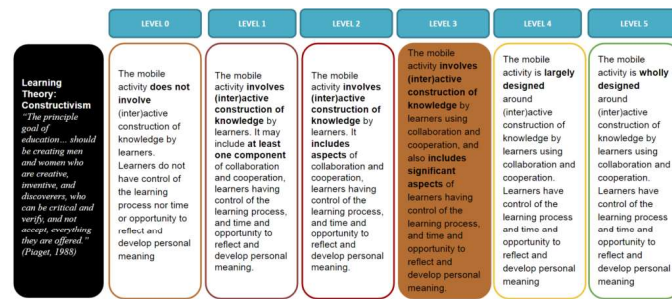 LEVEL 0
LEVEL 1
LEVEL 2
LEVEL 3
LEVEL 4
LEVEL 5
Learning
Theory:
Constructivism
"The principle
goal of
education… should
be creating men
and women who
are creative,
inventive, and
discoverers, who
can be critical and
verify, and not
accept, everything
they are offered."
(Piaget, 1988)
The mobile
activity does not
involve
(inter)active
construction of
knowledge by
learners.
Learners do not
have control of
the learning
process nor time
or opportunity to
reflect and
develop personal
meaning
The mobile
activity involves
(inter)active
construction of
knowledge by
learners. It may
include at least
one component
of collaboration
and cooperation,
learners having
control of the
learning process,
and time and
opportunity to
reflect and
develop personal
meaning.
The mobile
activity involves
(inter)active
construction of
knowledge by
learners. It
includes
aspects of
collaboration and
cooperation,
learners having
control of the
learning process,
and time and
opportunity to
reflect and
develop personal
meaning.
The mobile
activity involves
(inter)active
construction of
knowledge by
learners using
collaboration and
cooperation, and
also includes
significant
aspects of
learners having
control of the
learning process,
and time and
opportunity to
reflect and
develop personal
meaning.
The mobile
activity is largely
designed
around
(inter)active
construction of
knowledge by
learners using
collaboration and
cooperation.
Learners have
control of the
learning process
and time and
opportunity to
reflect and
develop personal
meaning
The mobile
activity is wholly
designed
around
(inter)active
construction of
knowledge by
learners using
collaboration and
cooperation.
Learners have
control of the
learning process
and time and
opportunity to
reflect and
develop personal
meaning